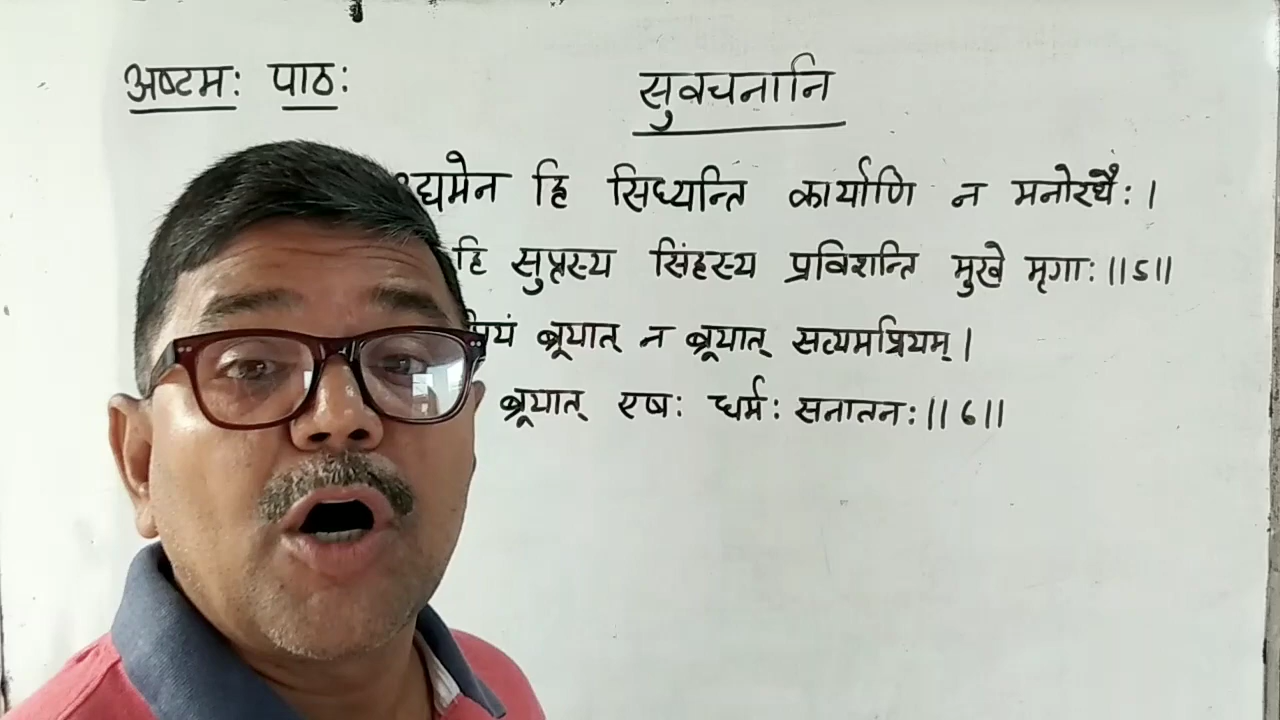 अष्टमः पाठः सुवचनानि
हि सिध्यन्ति कार्याणि न मनोरथैः ।
हि सुप्तस्य सिंहस्य प्रविशन्ति मुखे मृगाः ॥5॥
ब्रूयात् न ब्रूयात् सत्यमप्रियम् ।
ब्रूयात् एषः धर्मः सनातनः ॥6॥